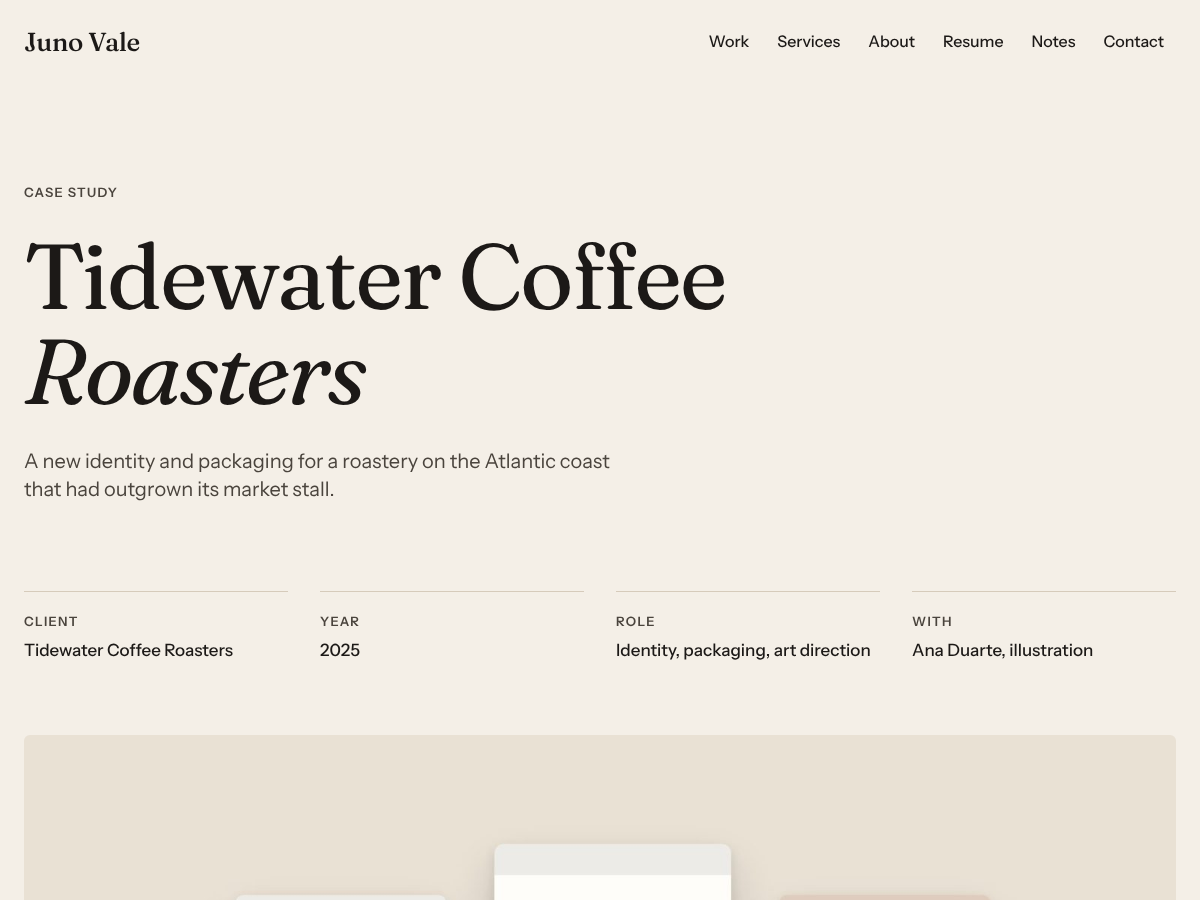 Juno Vale
Work Services About Resume Notes Contact
CASE STUDY
Tidewater Coffee
Roasters
A new identity and packaging for a roastery on the Atlantic coast
that had outgrown its market stall.
CLIENT
Tidewater Coffee Roasters
YEAR
2025
ROLE
Identity, packaging, art direction
WITH
Ana Duarte, illustration